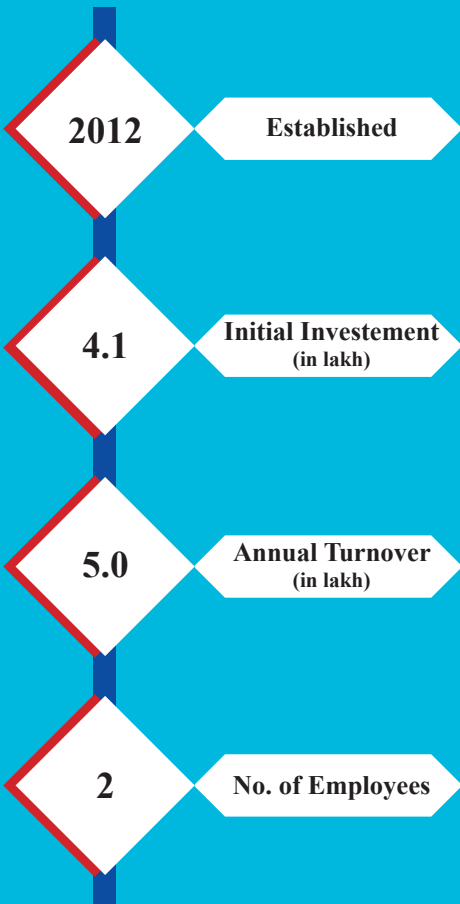 2012
Established
4.1
Initial Investement
(in lakh)
5.0
Annual Turnover
(in lakh)
2
No. of Employees